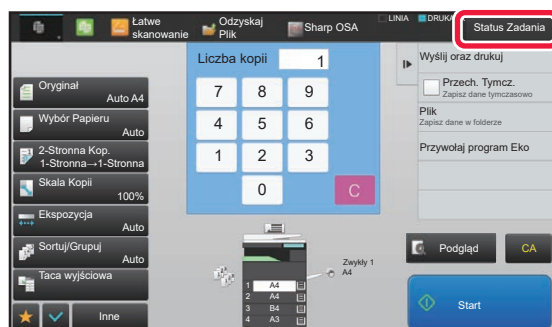 Łatwe
skanowanie
Odzyskaj
Plik
Sharp OSA
LINIA
DRUK
Status Zadania
Liczba kopii
1
7 8 9
4 5 6
1 2 3
0 C
Oryginał
Auto A4
Wybór Papieru
Auto
2-Stronna Kop.
1-Stronna→1-Stronna
Skala Kopii
100%
Ekspozycja
Auto
Sortuj/Grupuj
Auto
Taca wyjściowa
Inne
1 A4
2 A4
3 B4
4 A3
Zwykły 1
A4
Wyślij oraz drukuj
Przech. Tymcz.
Zapisz dane tymczasowo
Plik
Zapisz dane w folderze
Przywołaj program Eko
Podgląd
CA
Start